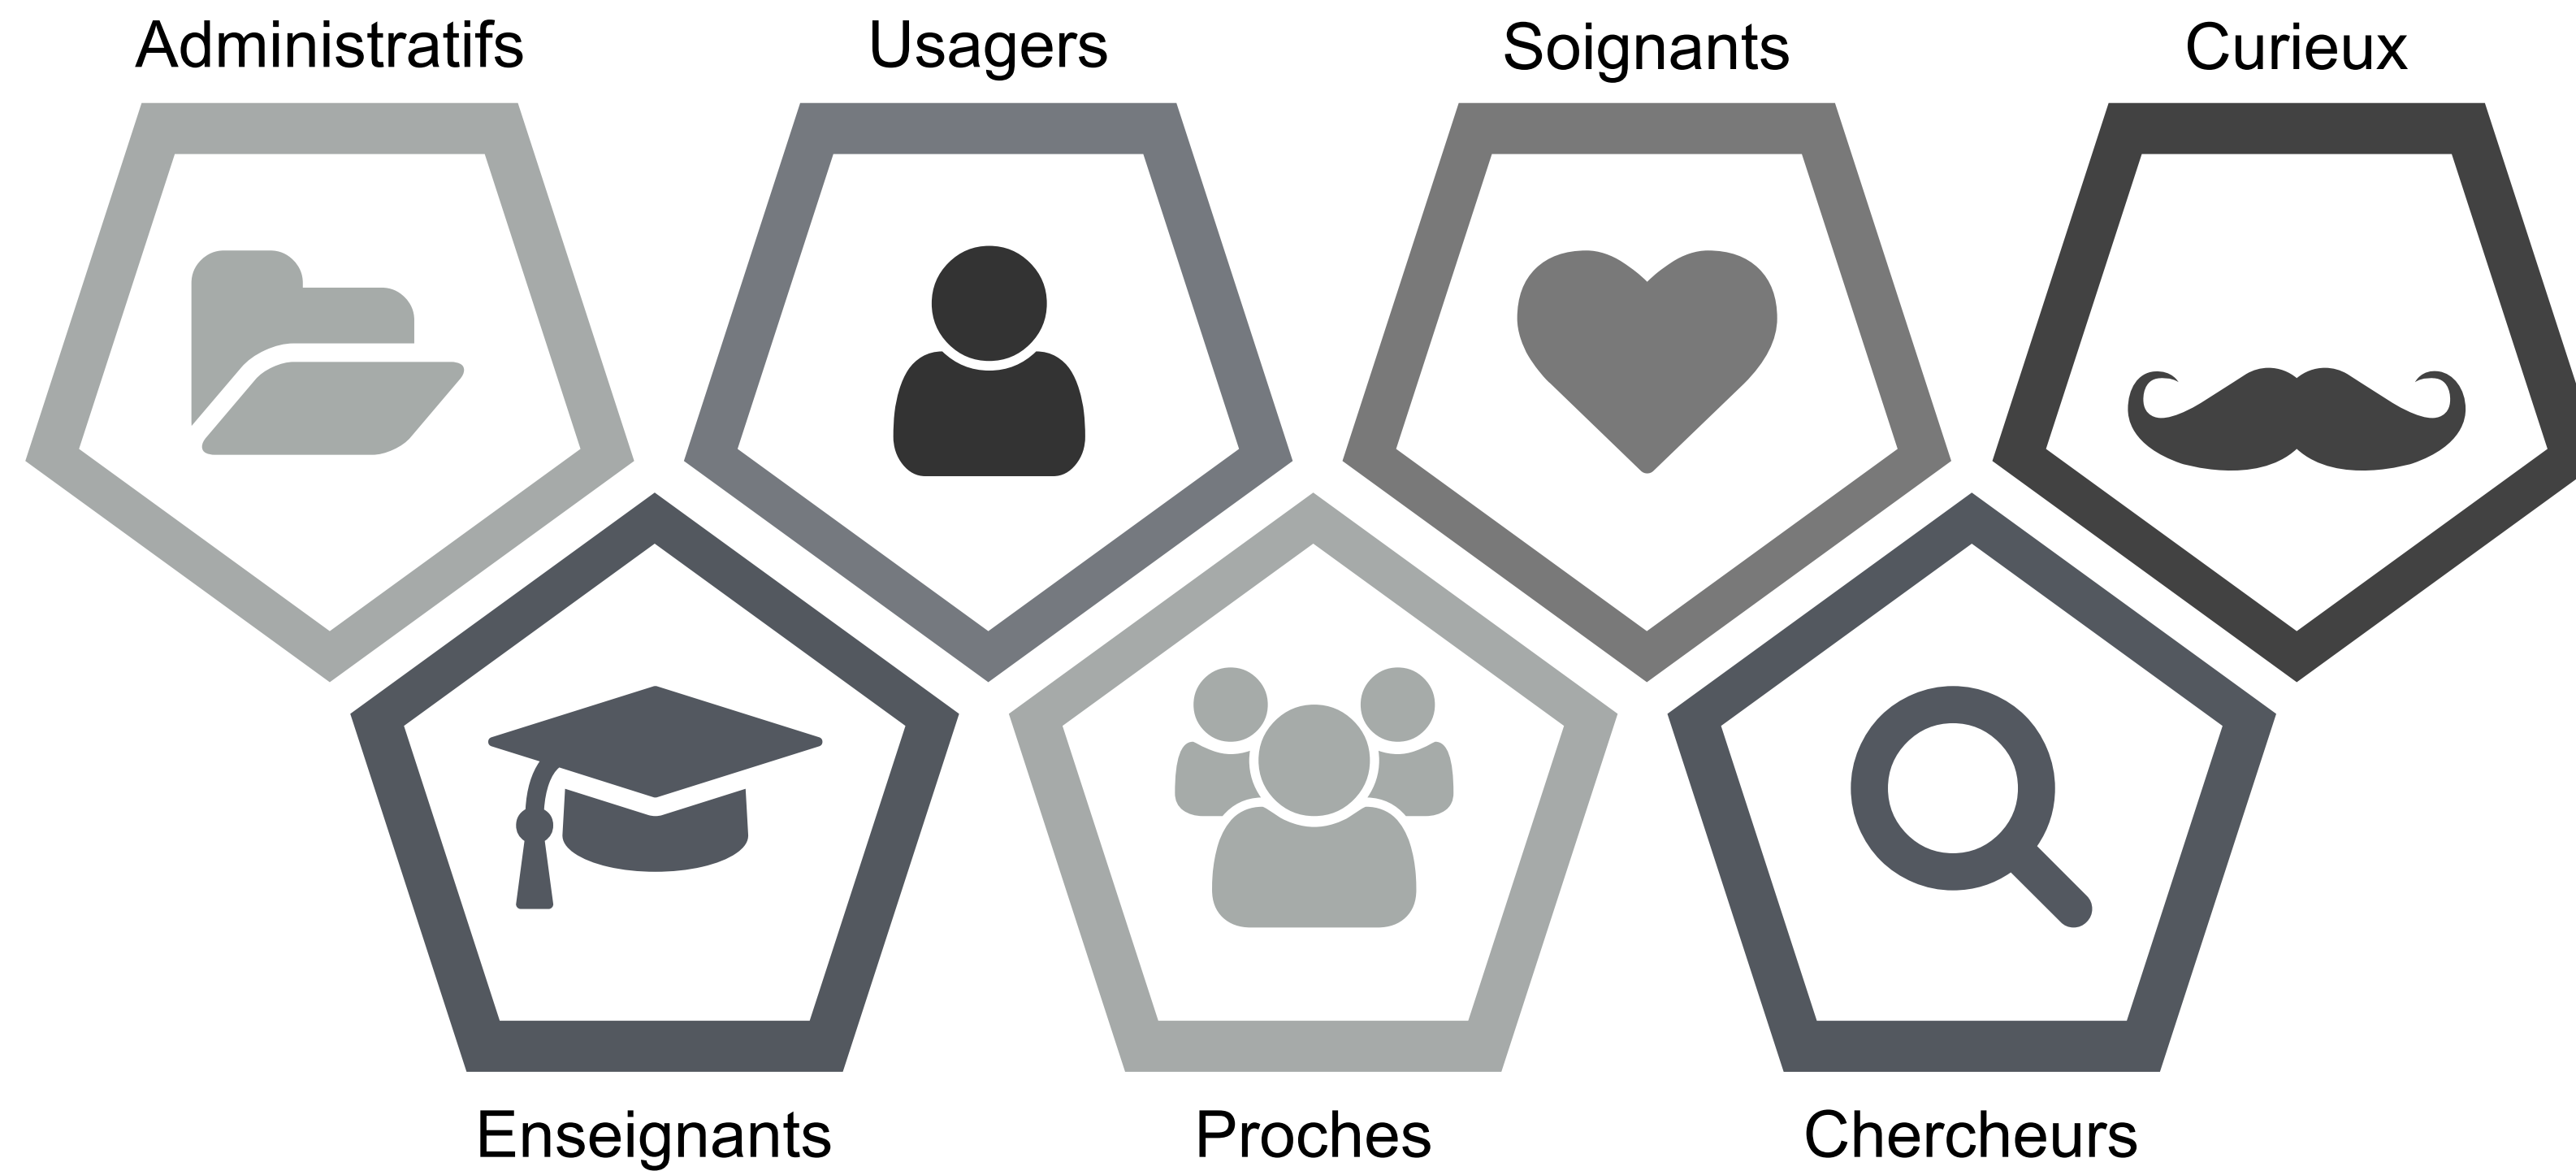 Administratifs
Usagers
Soignants
Curieux
Enseignants
Proches
Chercheurs